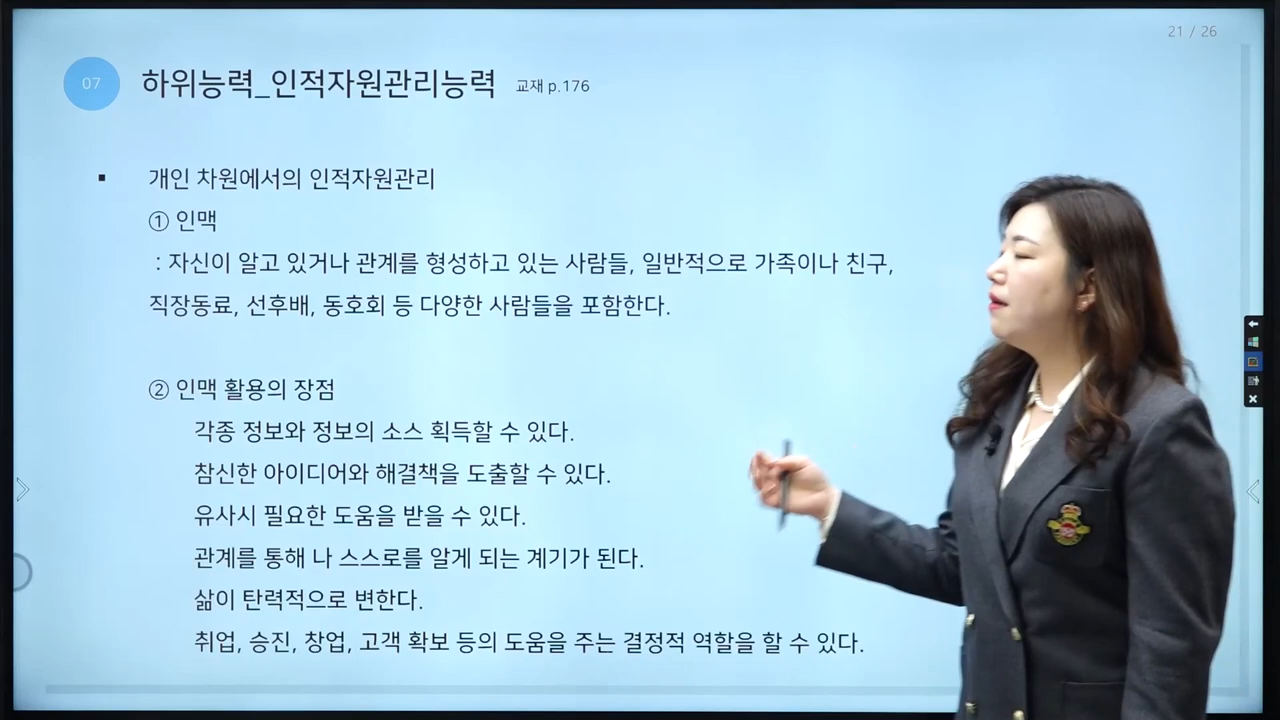 21 / 26
07 하위능력_인적자원관리능력 교재 p.176
▪ 개인 차원에서의 인적자원관리
① 인맥
: 자신이 알고 있거나 관계를 형성하고 있는 사람들, 일반적으로 가족이나 친구,
직장동료, 선후배, 동호회 등 다양한 사람들을 포함한다.
② 인맥 활용의 장점
각종 정보와 정보의 소스 획득할 수 있다.
참신한 아이디어와 해결책을 도출할 수 있다.
유사시 필요한 도움을 받을 수 있다.
관계를 통해 나 스스로를 알게 되는 계기가 된다.
삶이 탄력적으로 변한다.
취업, 승진, 창업, 고객 확보 등의 도움을 주는 결정적 역할을 할 수 있다.